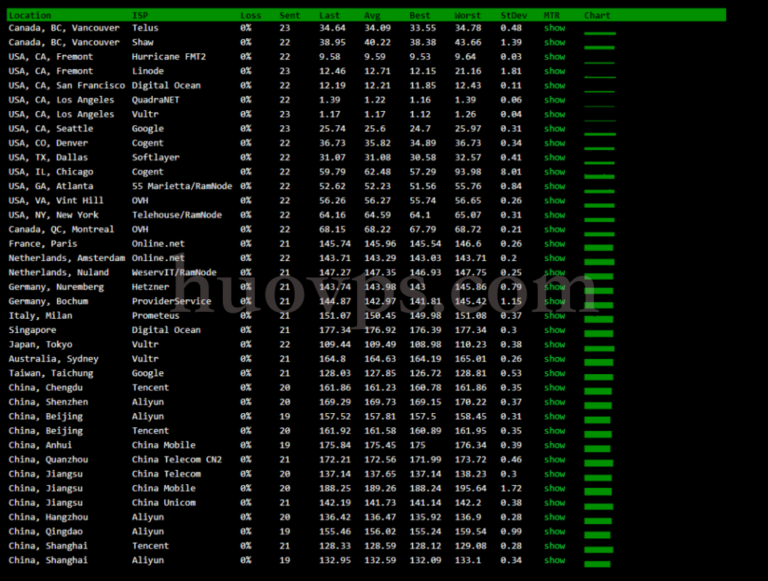 Location ISP Loss Sent Last Avg Best Worst StDev MTR Chart
Canada, BC, Vancouver Telus 0% 23 34.64 34.09 33.55 34.78 0.48 show
Canada, BC, Vancouver Shaw 0% 22 38.95 40.22 38.38 43.66 1.39 show
USA, CA, Fremont Hurricane FMT2 0% 22 9.58 9.59 9.53 9.64 0.03 show
USA, CA, Fremont Linode 0% 23 12.46 12.71 12.15 21.16 1.81 show
USA, CA, San Francisco Digital Ocean 0% 22 12.19 12.21 11.85 12.43 0.11 show
USA, CA, Los Angeles QuadraNET 0% 22 1.39 1.22 1.16 1.39 0.06 show
USA, CA, Los Angeles Vultr 0% 23 1.17 1.17 1.12 1.26 0.04 show
USA, CA, Seattle Google 0% 23 25.74 25.6 24.7 25.97 0.31 show
USA, CO, Denver Cogent 0% 22 36.73 35.82 34.89 36.73 0.34 show
USA, TX, Dallas Softlayer 0% 22 31.07 31.08 30.58 32.57 0.41 show
USA, IL, Chicago Cogent 0% 22 59.79 62.48 57.29 93.98 8.01 show
USA, GA, Atlanta 55 Marietta/RamNode 0% 22 52.62 52.23 51.56 55.76 0.84 show
USA, VA, Vint Hill OVH 0% 22 56.26 56.27 55.74 56.65 0.26 show
USA, NY, New York Telehouse/RamNode 0% 22 64.16 64.59 64.1 65.07 0.31 show
Canada, QC, Montreal OVH 0% 22 68.15 68.22 67.79 68.72 0.21 show
France, Paris Online.net 0% 21 145.74 145.96 145.54 146.6 0.26 show
Netherlands, Amsterdam Online.net 0% 22 143.71 143.29 143.03 143.71 0.2 show
Netherlands, Nuland WeservIT/RamNode 0% 21 147.27 147.35 146.93 147.75 0.25 show
Germany, Nuremberg Hetzner 0% 21 143.74 143.98 143 145.86 0.79 show
Germany, Bochum ProviderService 0% 21 144.87 142.97 141.81 145.42 1.15 show
Italy, Milan Prometeus 0% 21 151.07 150.45 149.98 151.08 0.37 show
Singapore Digital Ocean 0% 21 177.34 176.92 176.39 177.34 0.3 show
Japan, Tokyo Vultr 0% 22 109.44 109.49 108.98 110.23 0.38 show
Australia, Sydney Vultr 0% 21 164.8 164.63 164.19 165.01 0.26 show
Taiwan, Taichung Google 0% 21 128.03 127.85 126.72 128.81 0.53 show
China, Chengdu Tencent 0% 20 161.86 161.23 160.78 161.86 0.35 show
China, Shenzhen Aliyun 0% 20 169.29 169.73 169.15 170.22 0.37 show
China, Beijing Aliyun 0% 19 157.52 157.81 157.5 158.45 0.31 show
China, Beijing Tencent 0% 20 161.92 161.58 160.89 161.95 0.35 show
China, Anhui China Mobile 0% 19 175.84 175.45 175 176.34 0.39 show
China, Quanzhou China Telecom CN2 0% 21 172.21 172.56 171.99 173.72 0.46 show
China, Jiangsu China Telecom 0% 20 137.14 137.65 137.14 138.23 0.3 show
China, Jiangsu China Mobile 0% 20 188.25 189.26 188.24 195.64 1.72 show
China, Jiangsu China Unicom 0% 21 142.19 141.73 141.14 142.2 0.38 show
China, Hangzhou Aliyun 0% 20 136.42 136.47 135.92 136.9 0.28 show
China, Qingdao Aliyun 0% 19 155.46 156.02 155.24 159.54 0.99 show
China, Shanghai Tencent 0% 21 128.33 128.59 128.12 129.08 0.28 show
China, Shanghai Aliyun 0% 19 132.95 132.59 132.09 133.1 0.34 show
huovps.com